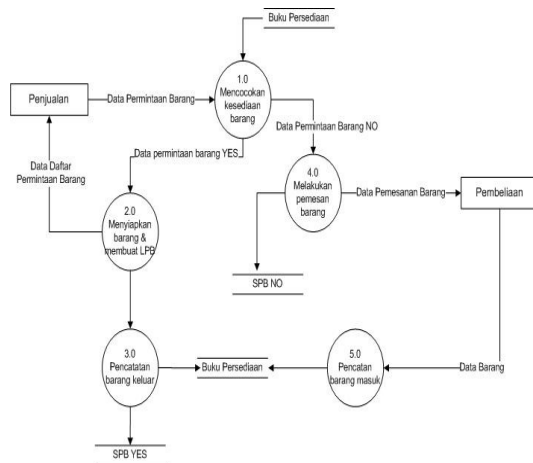 Buku Persediaan
1.0
Mencocokan
kesediaan
barang
Penjualan
Data Permintaan Barang
Data Permintaan Barang NO
Data permintaan barang YES
Data Daftar
Permintaan Barang
4.0
Melakukan
pemesan
barang
Data Pemesanan Barang
Pembeliaan
2.0
Menyiapkan
barang &
membuat LPB
SPB NO
3.0
Pencatatan
barang keluar
Buku Persediaan
5.0
Pencatan
barang masuk
Data Barang
SPB YES